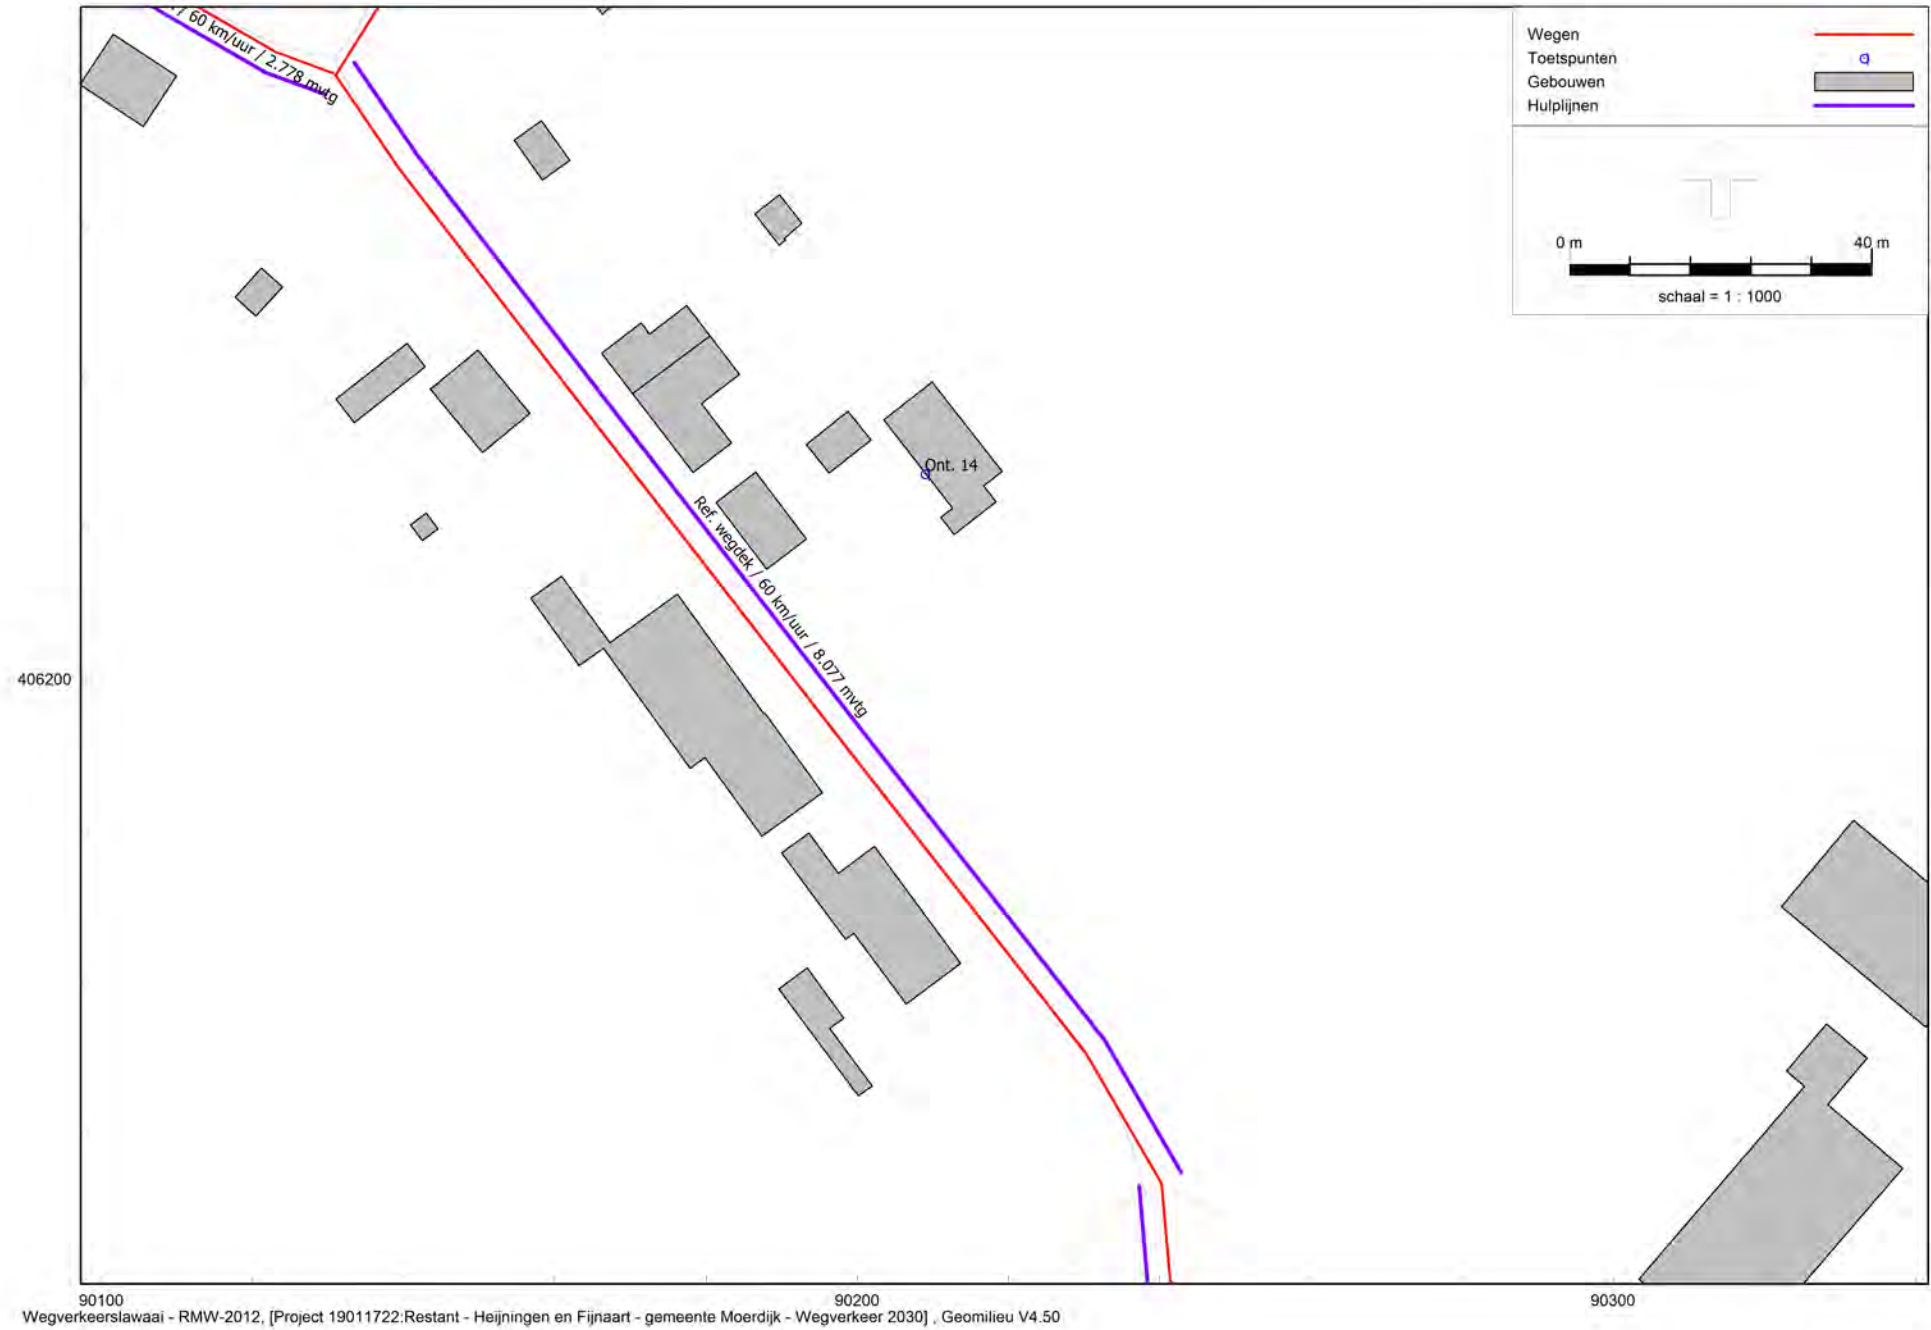 / 60 km/uur / 2.778 mvtg
Wegen
Toetspunten
Gebouwen
Hulplijnen
0 m 40 m
schaal = 1 : 1000
Ont. 14
Ref. wegdek / 60 km/uur / 8.077 mvtg
406200
90100 90200 90300
Wegverkeerslawaai - RMW-2012, [Project 19011722:Restant - Heijningen en Fijnaart - gemeente Moerdijk - Wegverkeer 2030] , Geomilieu V4.50